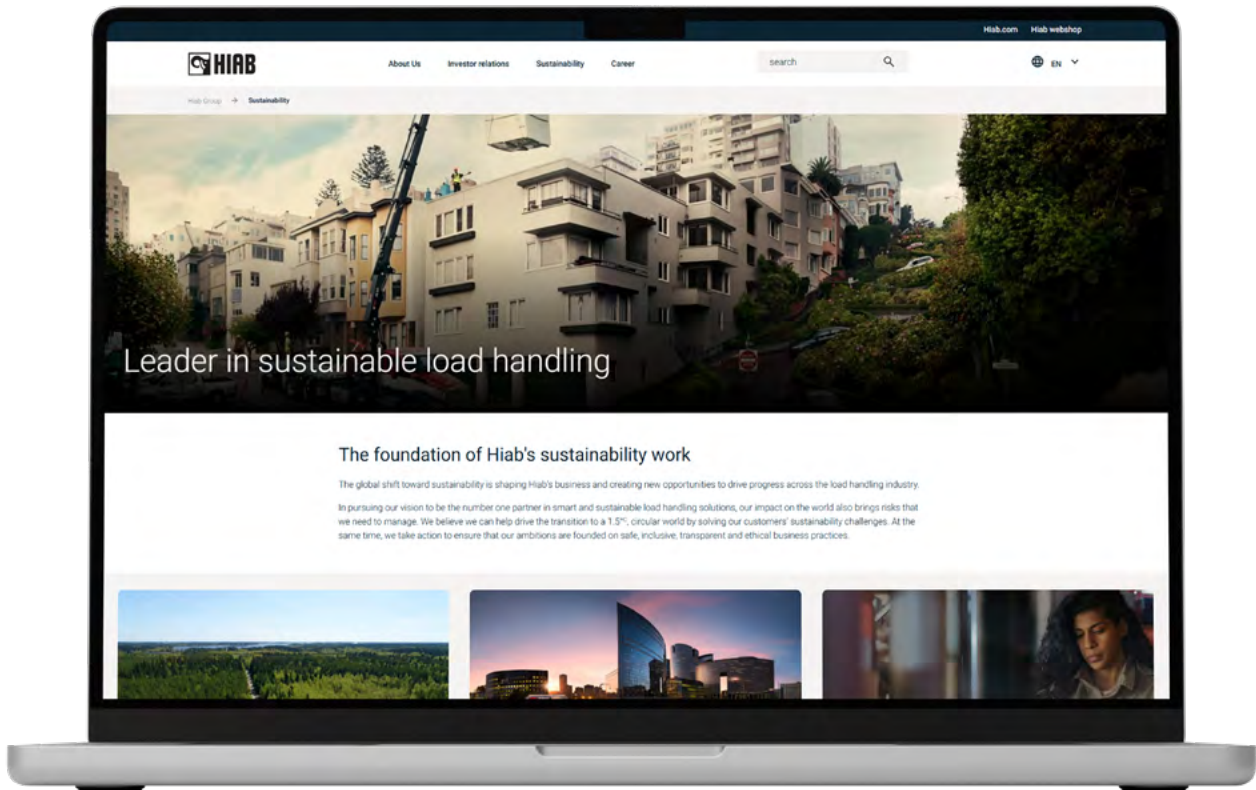 Hiab.com Hiab webshop
HIAB
About Us Investor relations Sustainability Career search EN
Hiab Group → Sustainability
Leader in sustainable load handling
The foundation of Hiab's sustainability work
The global shift toward sustainability is shaping Hiab's business and creating new opportunities to drive progress across the load handling industry.
In pursuing our vision to be the number one partner in smart and sustainable load handling solutions, our impact on the world also brings risks that
we need to manage. We believe we can help drive the transition to a 1.5°C, circular world by solving our customers' sustainability challenges. At the
same time, we take action to ensure that our ambitions are founded on safe, inclusive, transparent and ethical business practices.